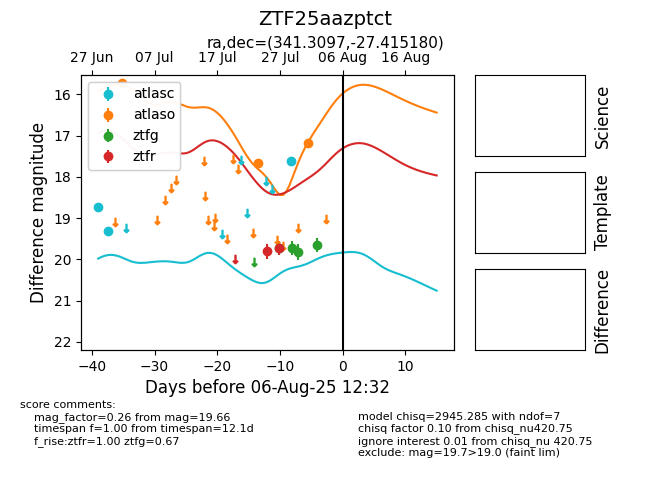 ZTF25aazptct
ra,dec=(341.3097,-27.415180)
27 Jun 07 Jul 17 Jul 27 Jul 06 Aug 16 Aug
atlasc
atlaso
ztfg
ztfr
16
17
18
19
20
21
22
Difference magnitude
−40 −30 −20 −10 0 10
Days before 06-Aug-25 12:32
Science
Template
Difference
score comments:
mag_factor=0.26 from mag=19.66
timespan f=1.00 from timespan=12.1d
f_rise:ztfr=1.00 ztfg=0.67
model chisq=2945.285 with ndof=7
chisq factor 0.10 from chisq_nu420.75
ignore interest 0.01 from chisq_nu 420.75
exclude: mag=19.7>19.0 (faint lim)